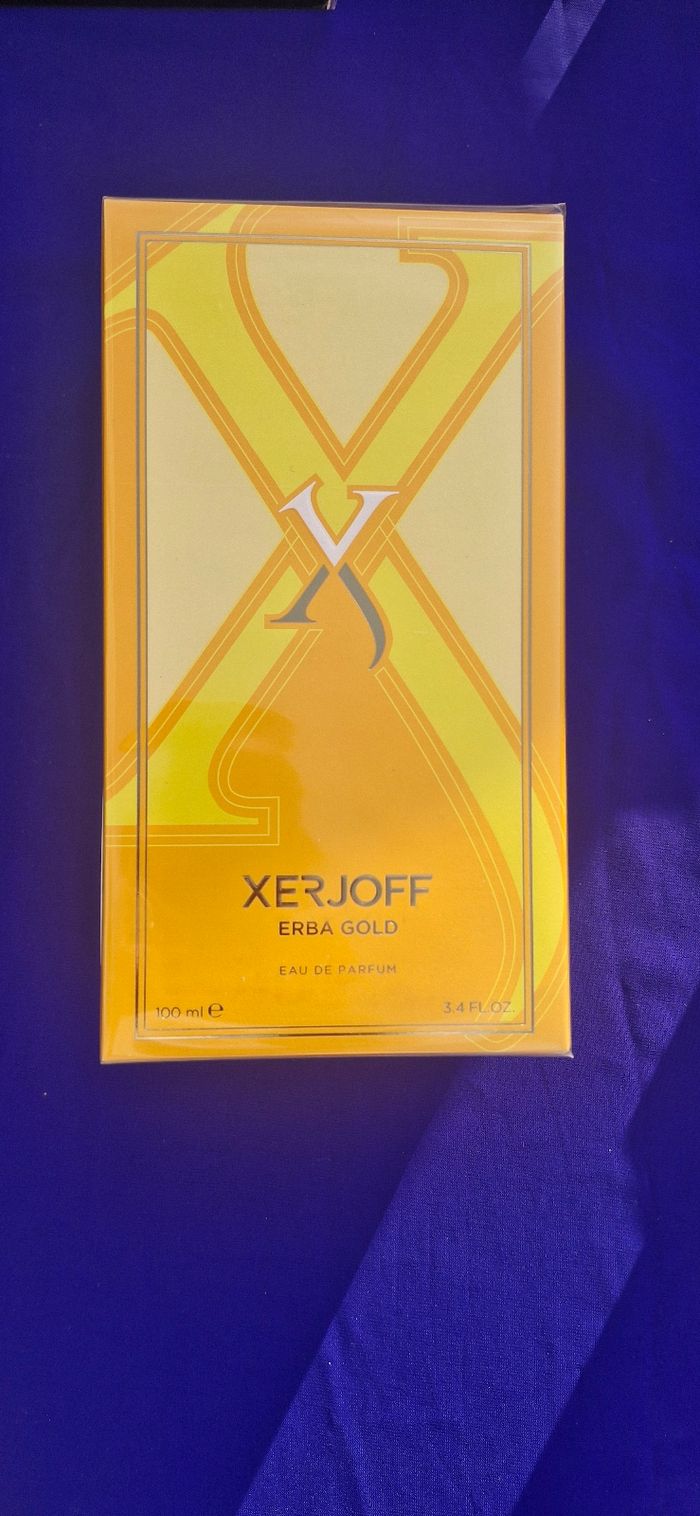 XERJOFF
ERBA GOLD
EAU DE PARFUM
100 ml ℮
3.4 FL.OZ.